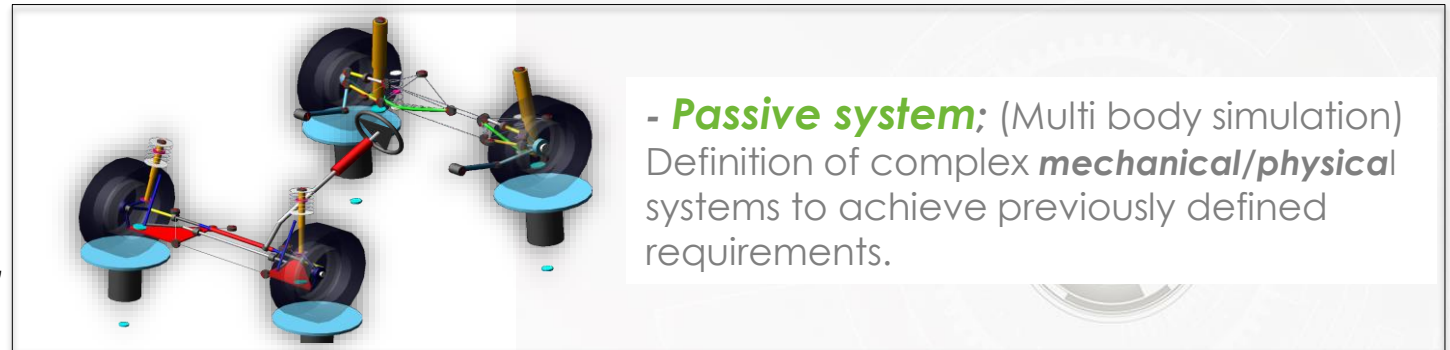 - Passive system; (Multi body simulation)
Definition of complex mechanical/physical
systems to achieve previously defined
requirements.